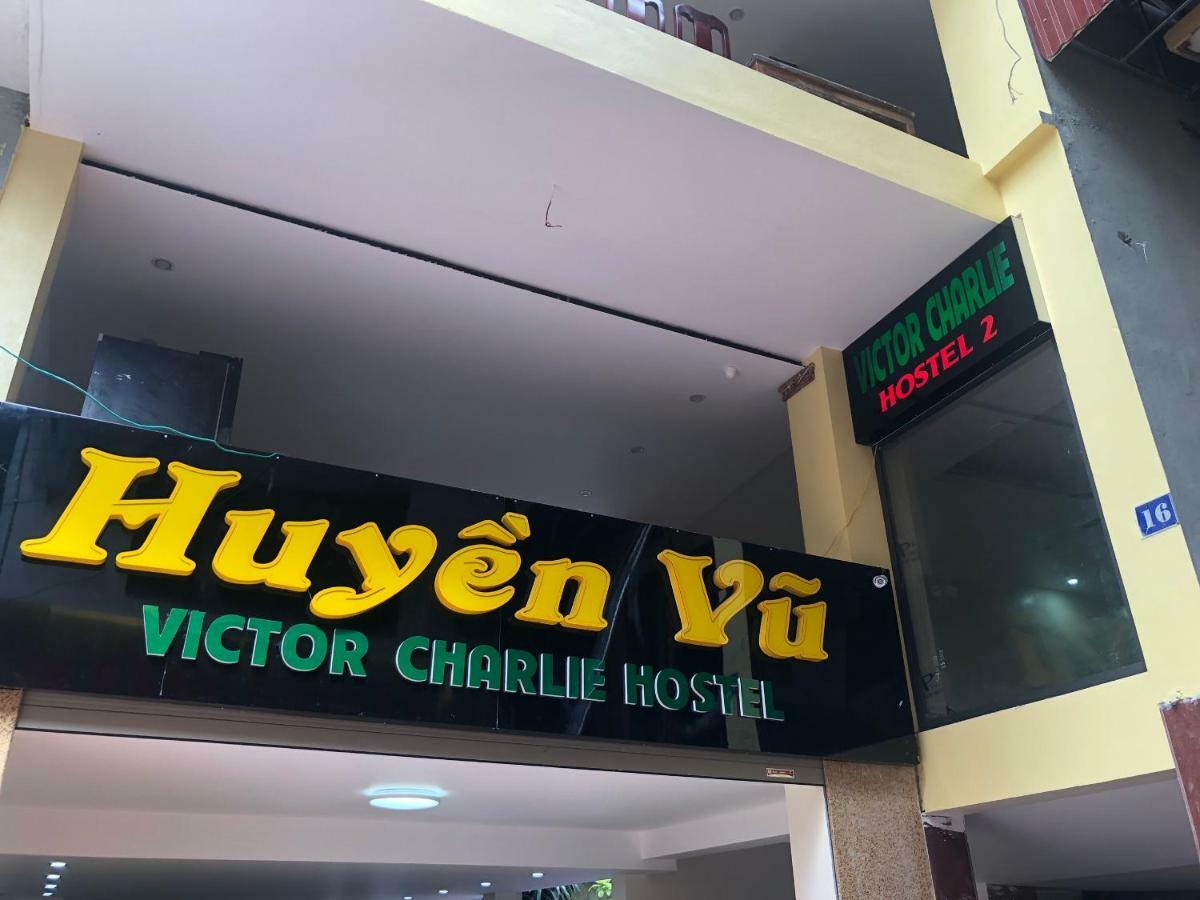 Huyền Vũ
VICTOR CHARLIE HOSTEL
VICTOR CHARLIE
HOSTEL 2
16